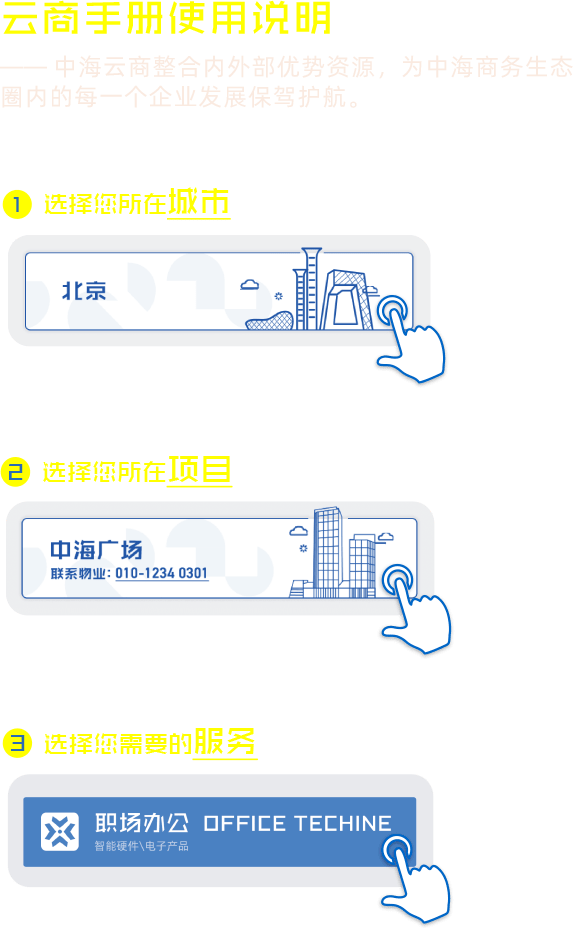 云商手册使用说明
—— 中海云商整合内外部优势资源，为中海商务生态
圈内的每一个企业发展保驾护航。
1 选择您所在城市
北京
2 选择您所在项目
中海广场
联系物业：010-1234 0301
3 选择您需要的服务
职场办公 OFFICE TECHINE
智能硬件\电子产品